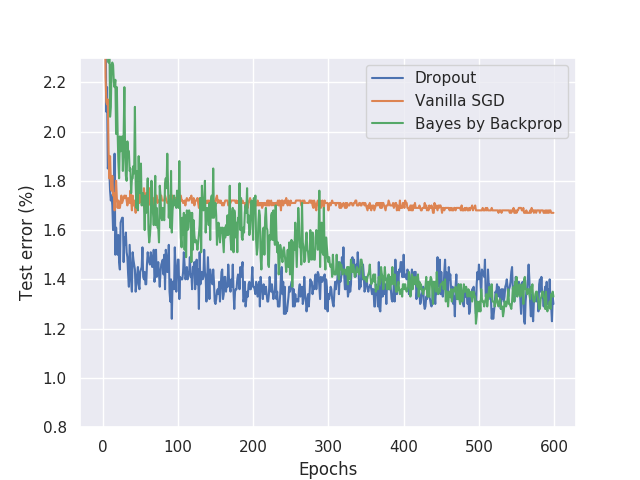 Dropout
Vanilla SGD
Bayes by Backprop
2.2
2.0
1.8
1.6
1.4
1.2
1.0
0.8
Test error (%)
0 100 200 300 400 500 600
Epochs